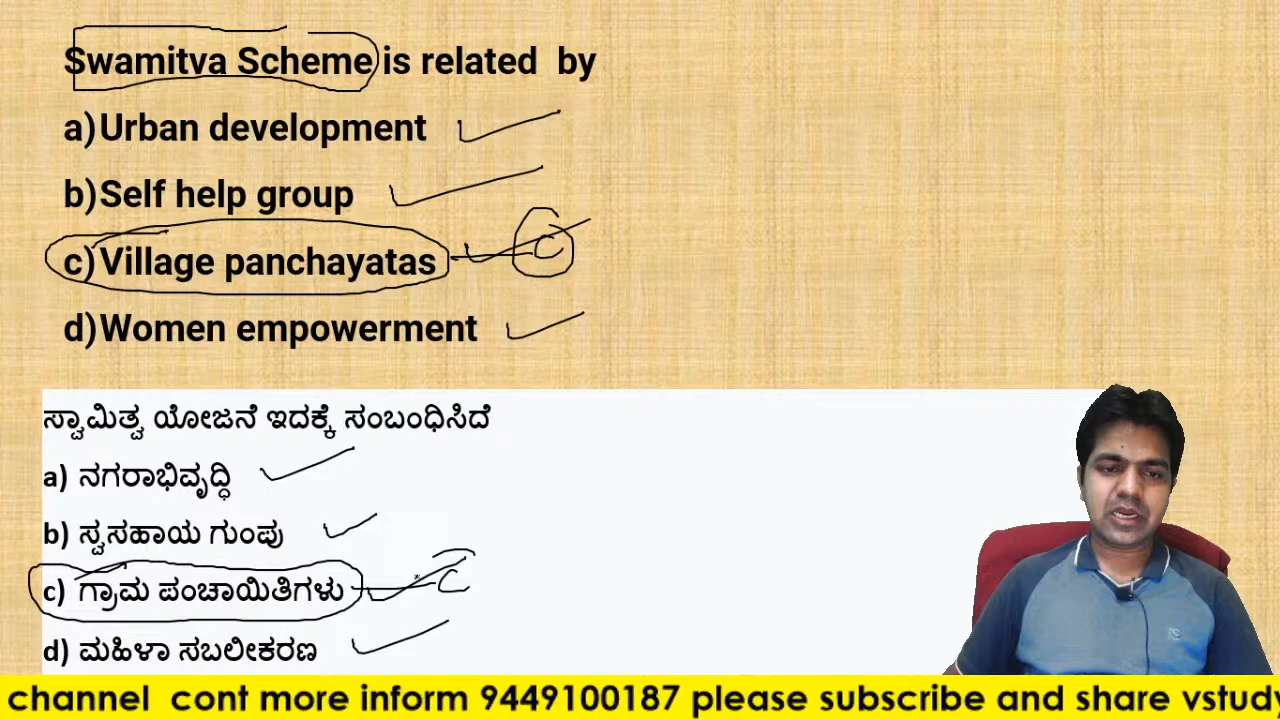 Swamitva Scheme is related by
a)Urban development
b)Self help group
c)Village panchayatas C
d)Women empowerment
ಸ್ವಾಮಿತ್ವ ಯೋಜನೆ ಇದಕ್ಕೆ ಸಂಬಂಧಿಸಿದೆ
a) ನಗರಾಭಿವೃದ್ಧಿ
b) ಸ್ವಸಹಾಯ ಗುಂಪು
c) ಗ್ರಾಮ ಪಂಚಾಯಿತಿಗಳು C
d) ಮಹಿಳಾ ಸಬಲೀಕರಣ
channel cont more inform 9449100187 please subscribe and share vstudy